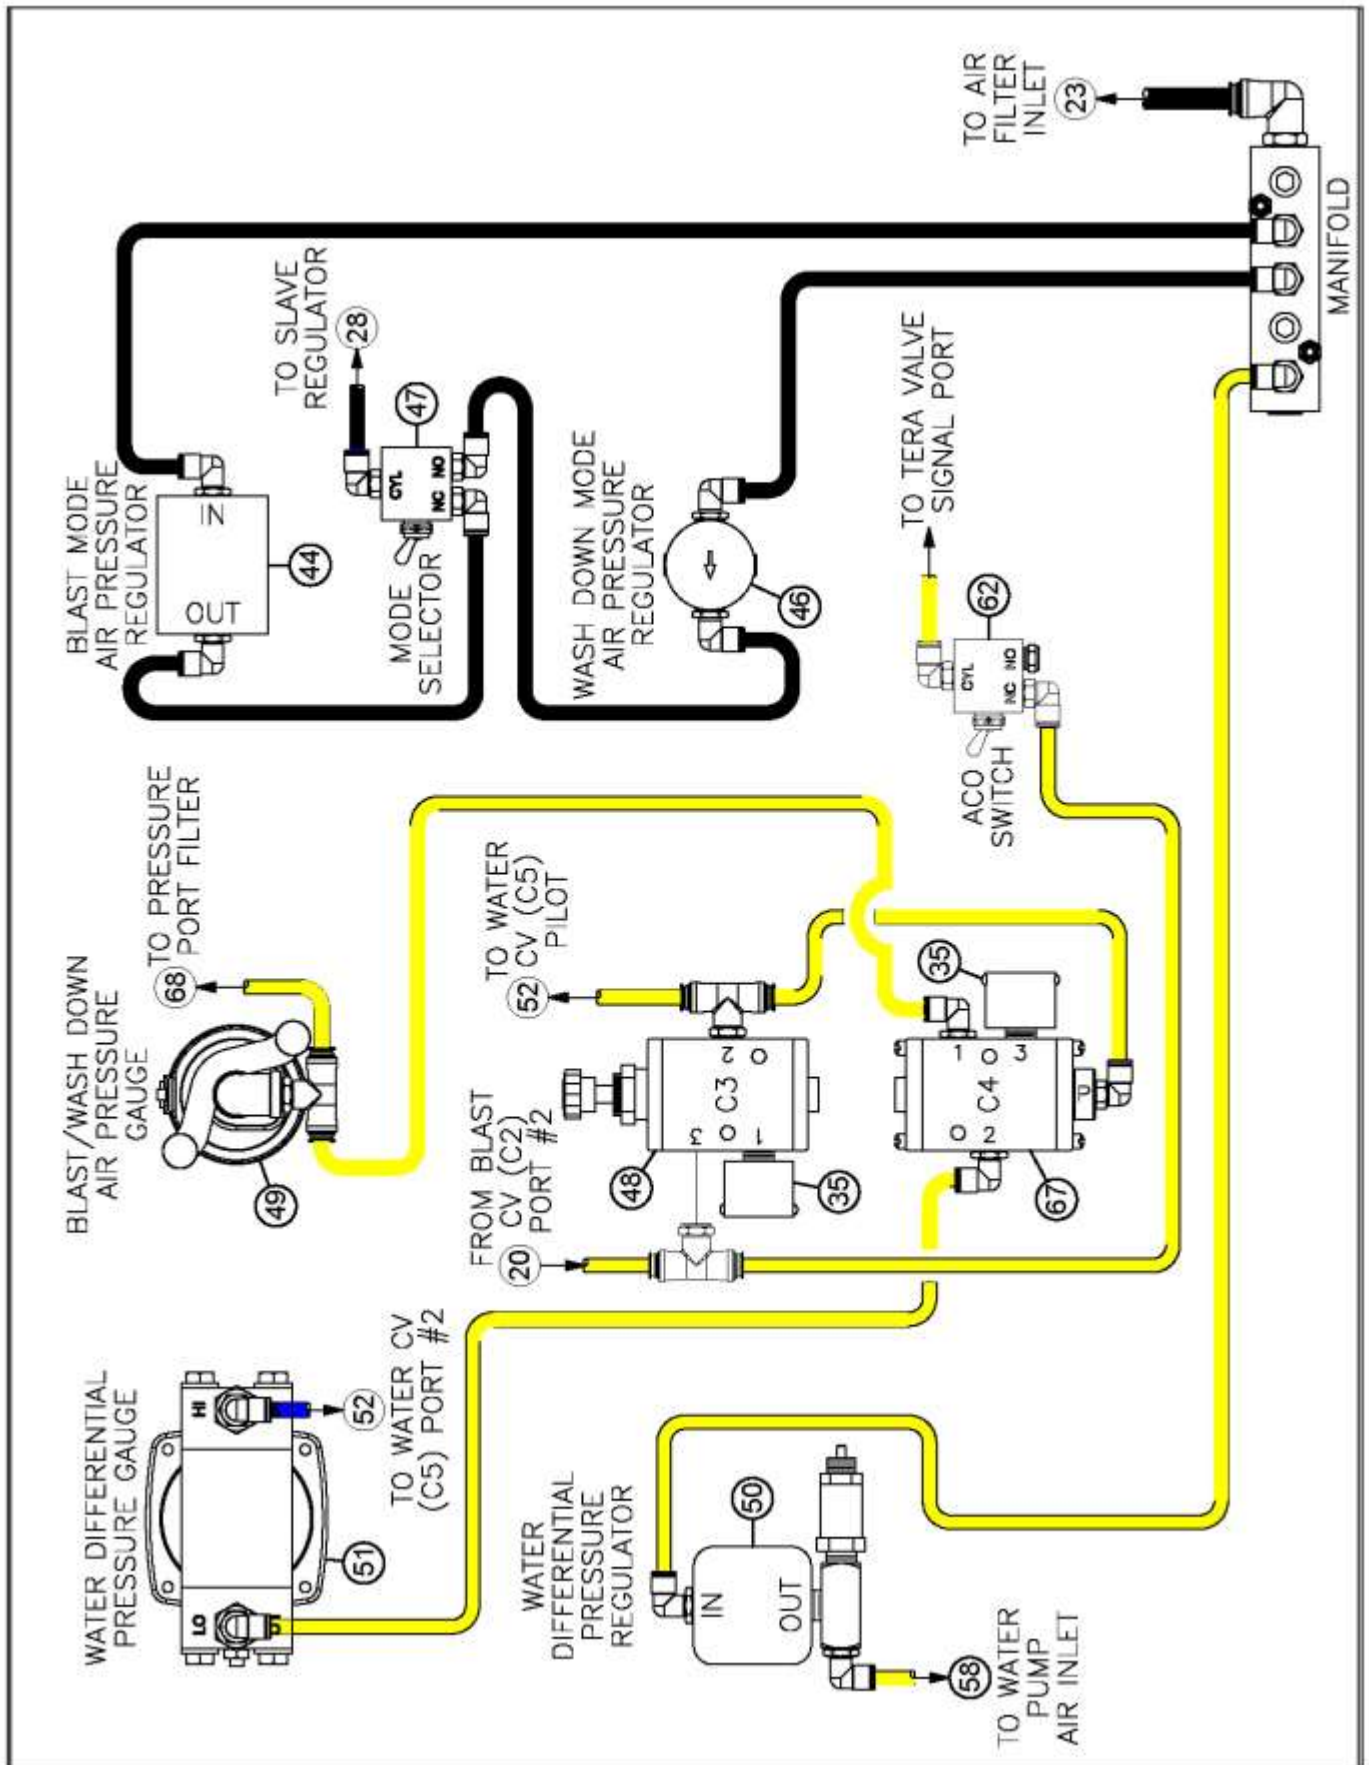 WATER DIFFERENTIAL
PRESSURE GAUGE
LO
HI
51
52
TO WATER CV
(C5) PORT #2
BLAST/WASH DOWN
AIR PRESSURE
GAUGE
49
68
TO PRESSURE
PORT FILTER
BLAST MODE
AIR PRESSURE
REGULATOR
OUT
IN
44
TO SLAVE
REGULATOR
28
CYL
NC
NO
47
MODE
SELECTOR
WASH DOWN MODE
AIR PRESSURE
REGULATOR
46
FROM BLAST
CV (C2)
PORT #2
20
48
3
1
C3
2
35
TO WATER
CV (C5)
PILOT
52
WATER
DIFFERENTIAL
PRESSURE
REGULATOR
IN
OUT
50
58
TO WATER
PUMP
AIR INLET
1
3
2
C4
P
35
67
TO TERA VALVE
SIGNAL PORT
CYL
NC
NO
62
ACO
SWITCH
TO AIR
FILTER
INLET
23
MANIFOLD